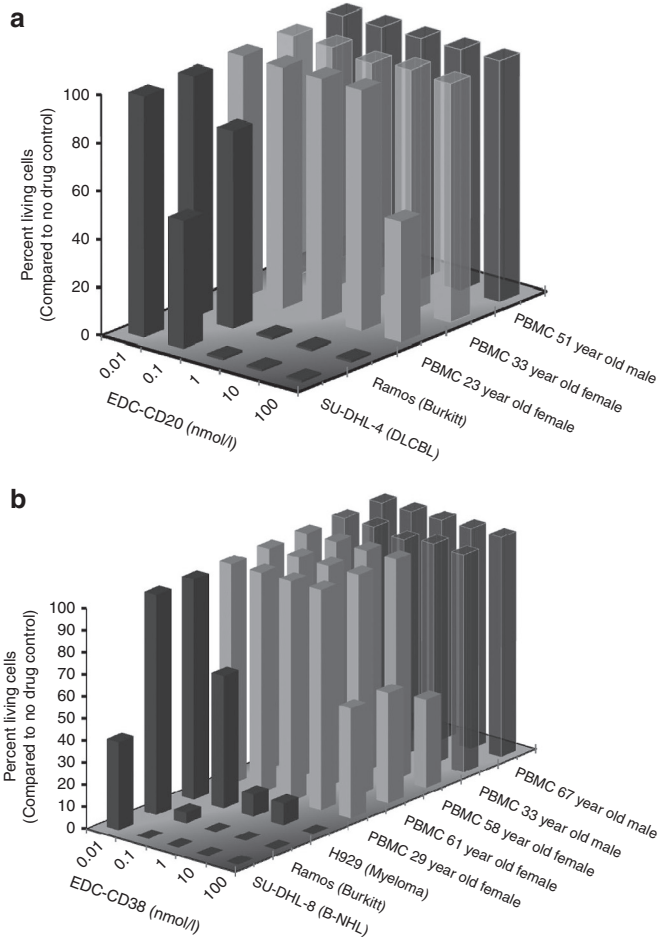 a
Percent living cells
(Compared to no drug control)
100
80
60
40
20
0
0.01
0.1
1
10
100
EDC-CD20 (nmol/l)
SU-DHL-4 (DLCBL)
Ramos (Burkitt)
PBMC 23 year old female
PBMC 33 year old female
PBMC 51 year old male
b
Percent living cells
(Compared to no drug control)
100
90
80
70
60
50
40
30
20
10
0
0.01
0.1
1
10
100
EDC-CD38 (nmol/l)
SU-DHL-8 (B-NHL)
Ramos (Burkitt)
H929 (Myeloma)
PBMC 29 year old female
PBMC 61 year old female
PBMC 58 year old female
PBMC 33 year old male
PBMC 67 year old male